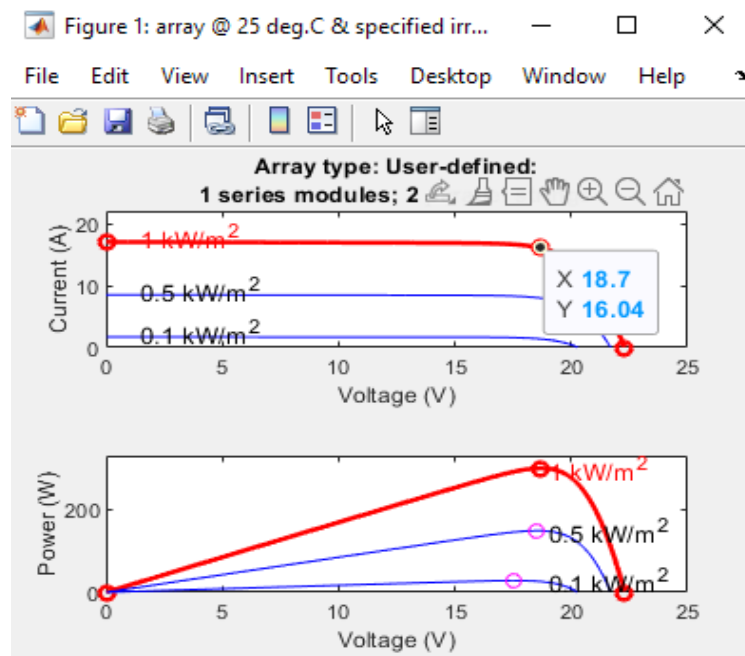 Figure 1: array @ 25 deg.C & specified irr...
File Edit View Insert Tools Desktop Window Help
Array type: User-defined:
1 series modules; 2
Current (A)
20
10
0
1 kW/m²
0.5 kW/m²
0.1 kW/m²
X 18.7
Y 16.04
0 5 10 15 20 25
Voltage (V)
Power (W)
200
0
1 kW/m²
0.5 kW/m²
0.1 kW/m²
0 5 10 15 20 25
Voltage (V)